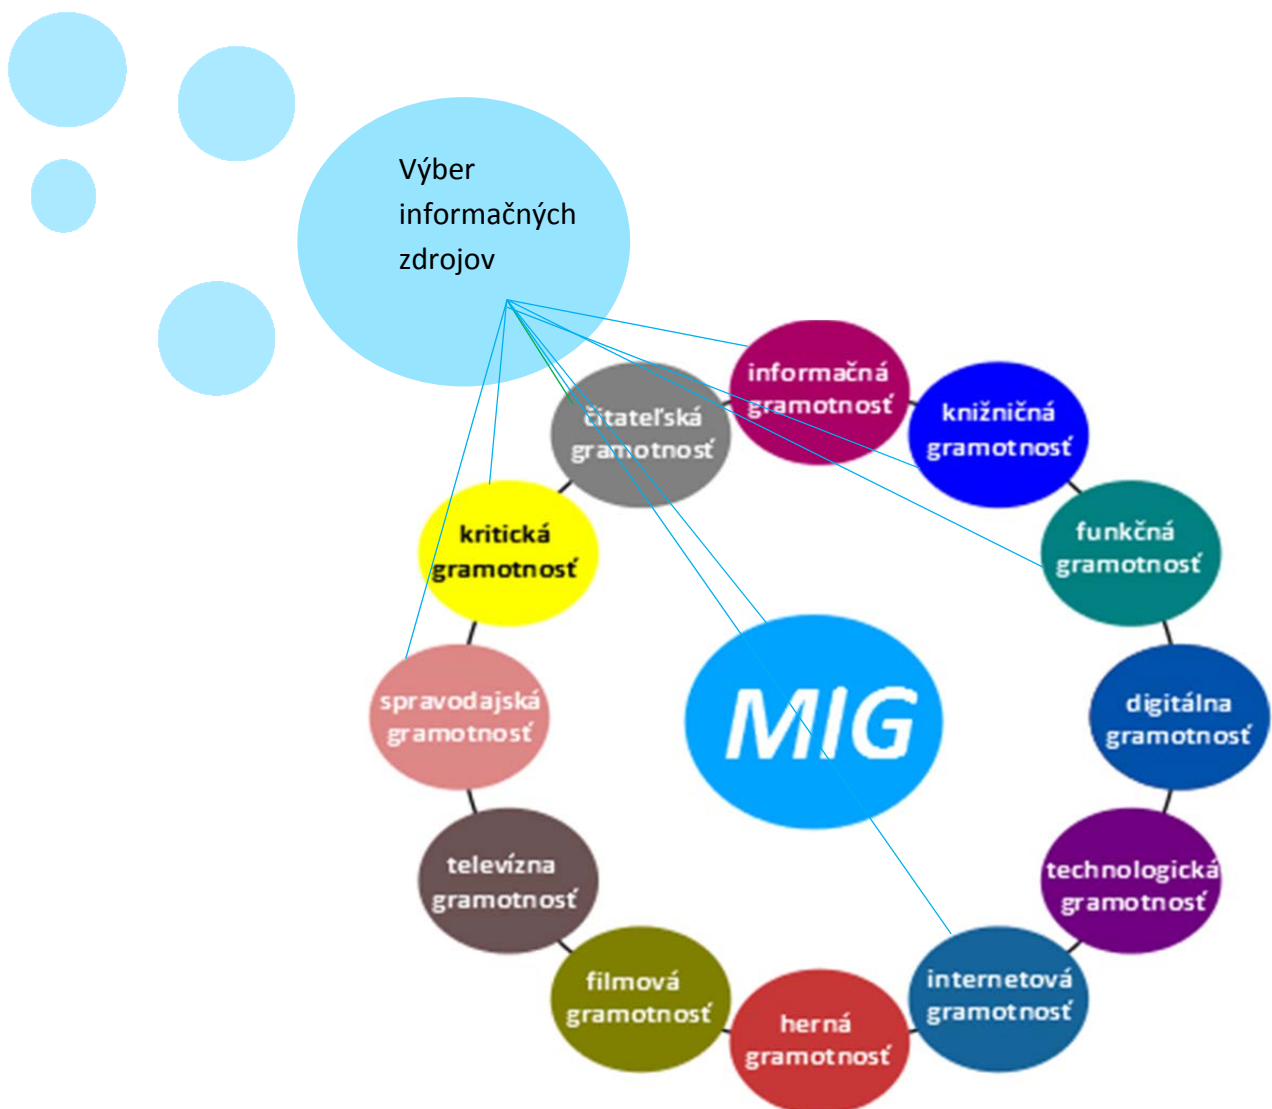 Výber
informačných
zdrojov
informačná
gramotnosť
knižničná
gramotnosť
funkčná
gramotnosť
digitálna
gramotnosť
technologická
gramotnosť
internetová
gramotnosť
herná
gramotnosť
filmová
gramotnosť
televízna
gramotnosť
spravodajská
gramotnosť
kritická
gramotnosť
čitateľská
gramotnosť
MIG